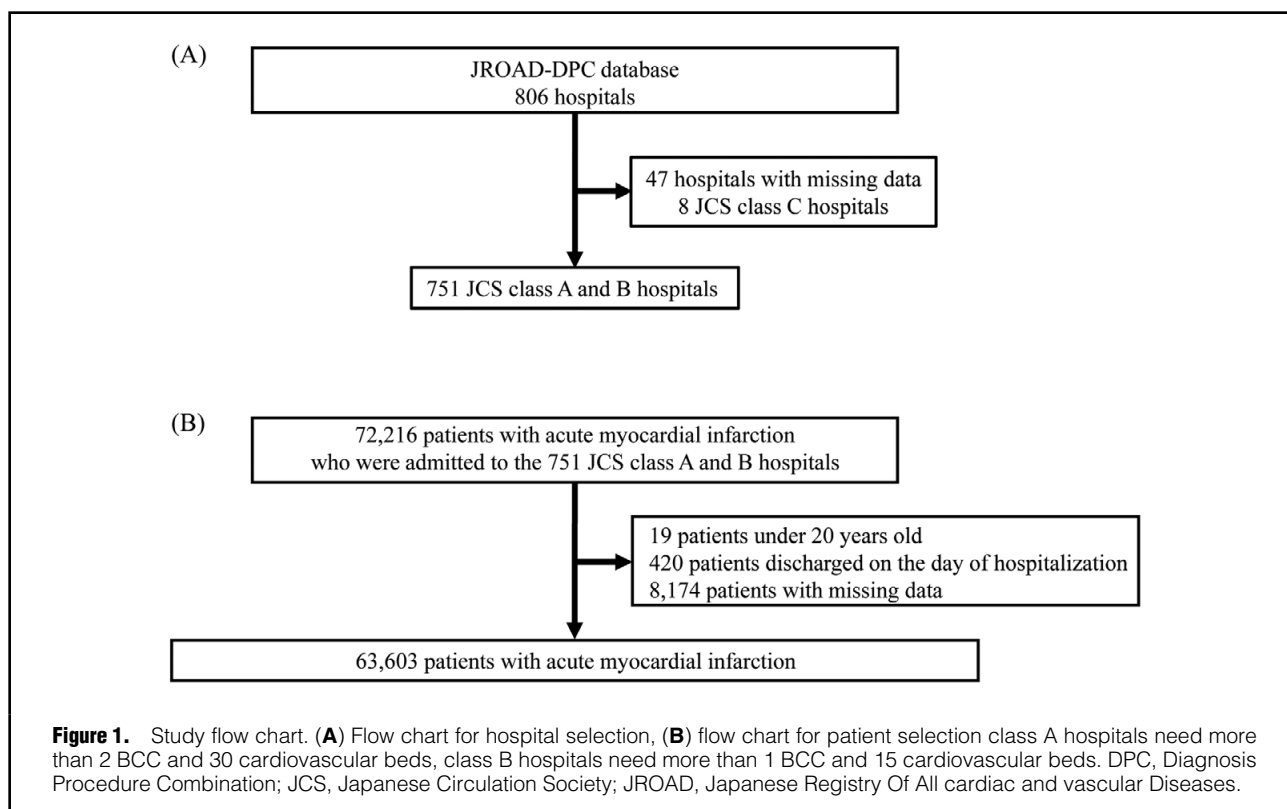 (A)
JROAD-DPC database
806 hospitals
47 hospitals with missing data
8 JCS class C hospitals
751 JCS class A and B hospitals
(B)
72,216 patients with acute myocardial infarction
who were admitted to the 751 JCS class A and B hospitals
19 patients under 20 years old
420 patients discharged on the day of hospitalization
8,174 patients with missing data
63,603 patients with acute myocardial infarction
Figure 1. Study flow chart. (A) Flow chart for hospital selection, (B) flow chart for patient selection class A hospitals need more
than 2 BCC and 30 cardiovascular beds, class B hospitals need more than 1 BCC and 15 cardiovascular beds. DPC, Diagnosis
Procedure Combination; JCS, Japanese Circulation Society; JROAD, Japanese Registry Of All cardiac and vascular Diseases.